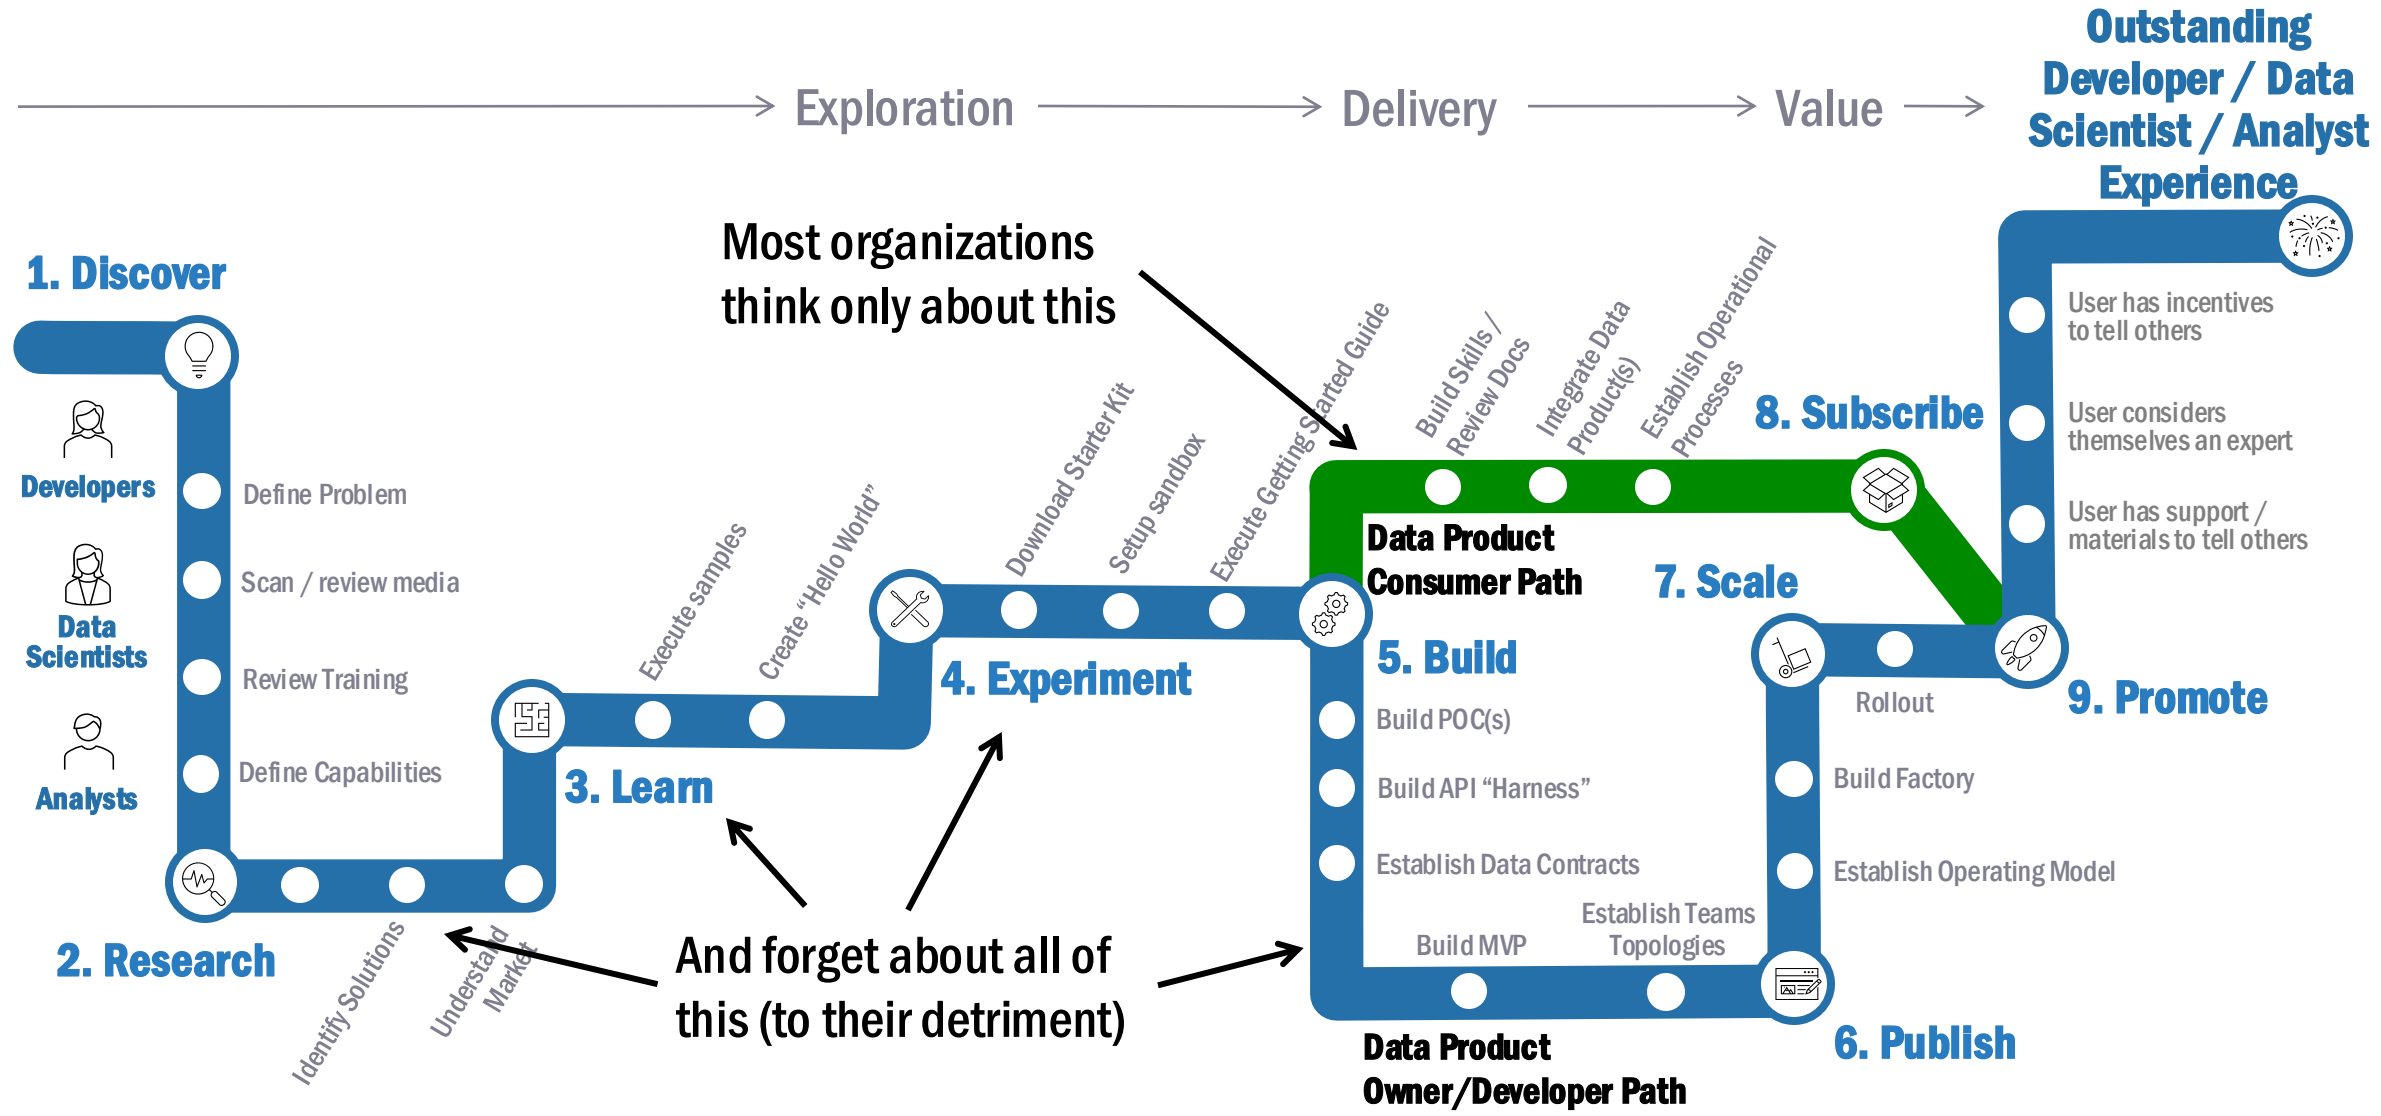 Outstanding
Developer / Data
Scientist / Analyst
Experience
Exploration
Delivery
Value
Most organizations
think only about this
1. Discover
Developers
Data
Scientists
Analysts
Define Problem
Scan / review media
Review Training
Define Capabilities
2. Research
Identify Solutions
Understand
Market
3. Learn
Execute samples
Create “Hello World”
4. Experiment
Download Starter Kit
Setup sandbox
Execute Getting Started Guide
And forget about all of
this (to their detriment)
Build Skills /
Review Docs
Integrate Data
Product(s)
Establish Operational
Processes
8. Subscribe
Data Product
Consumer Path
5. Build
Build POC(s)
Build API “Harness”
Establish Data Contracts
Build MVP
Establish Teams
Topologies
Data Product
Owner/Developer Path
6. Publish
Establish Operating Model
Build Factory
7. Scale
Rollout
9. Promote
User has incentives
to tell others
User considers
themselves an expert
User has support /
materials to tell others